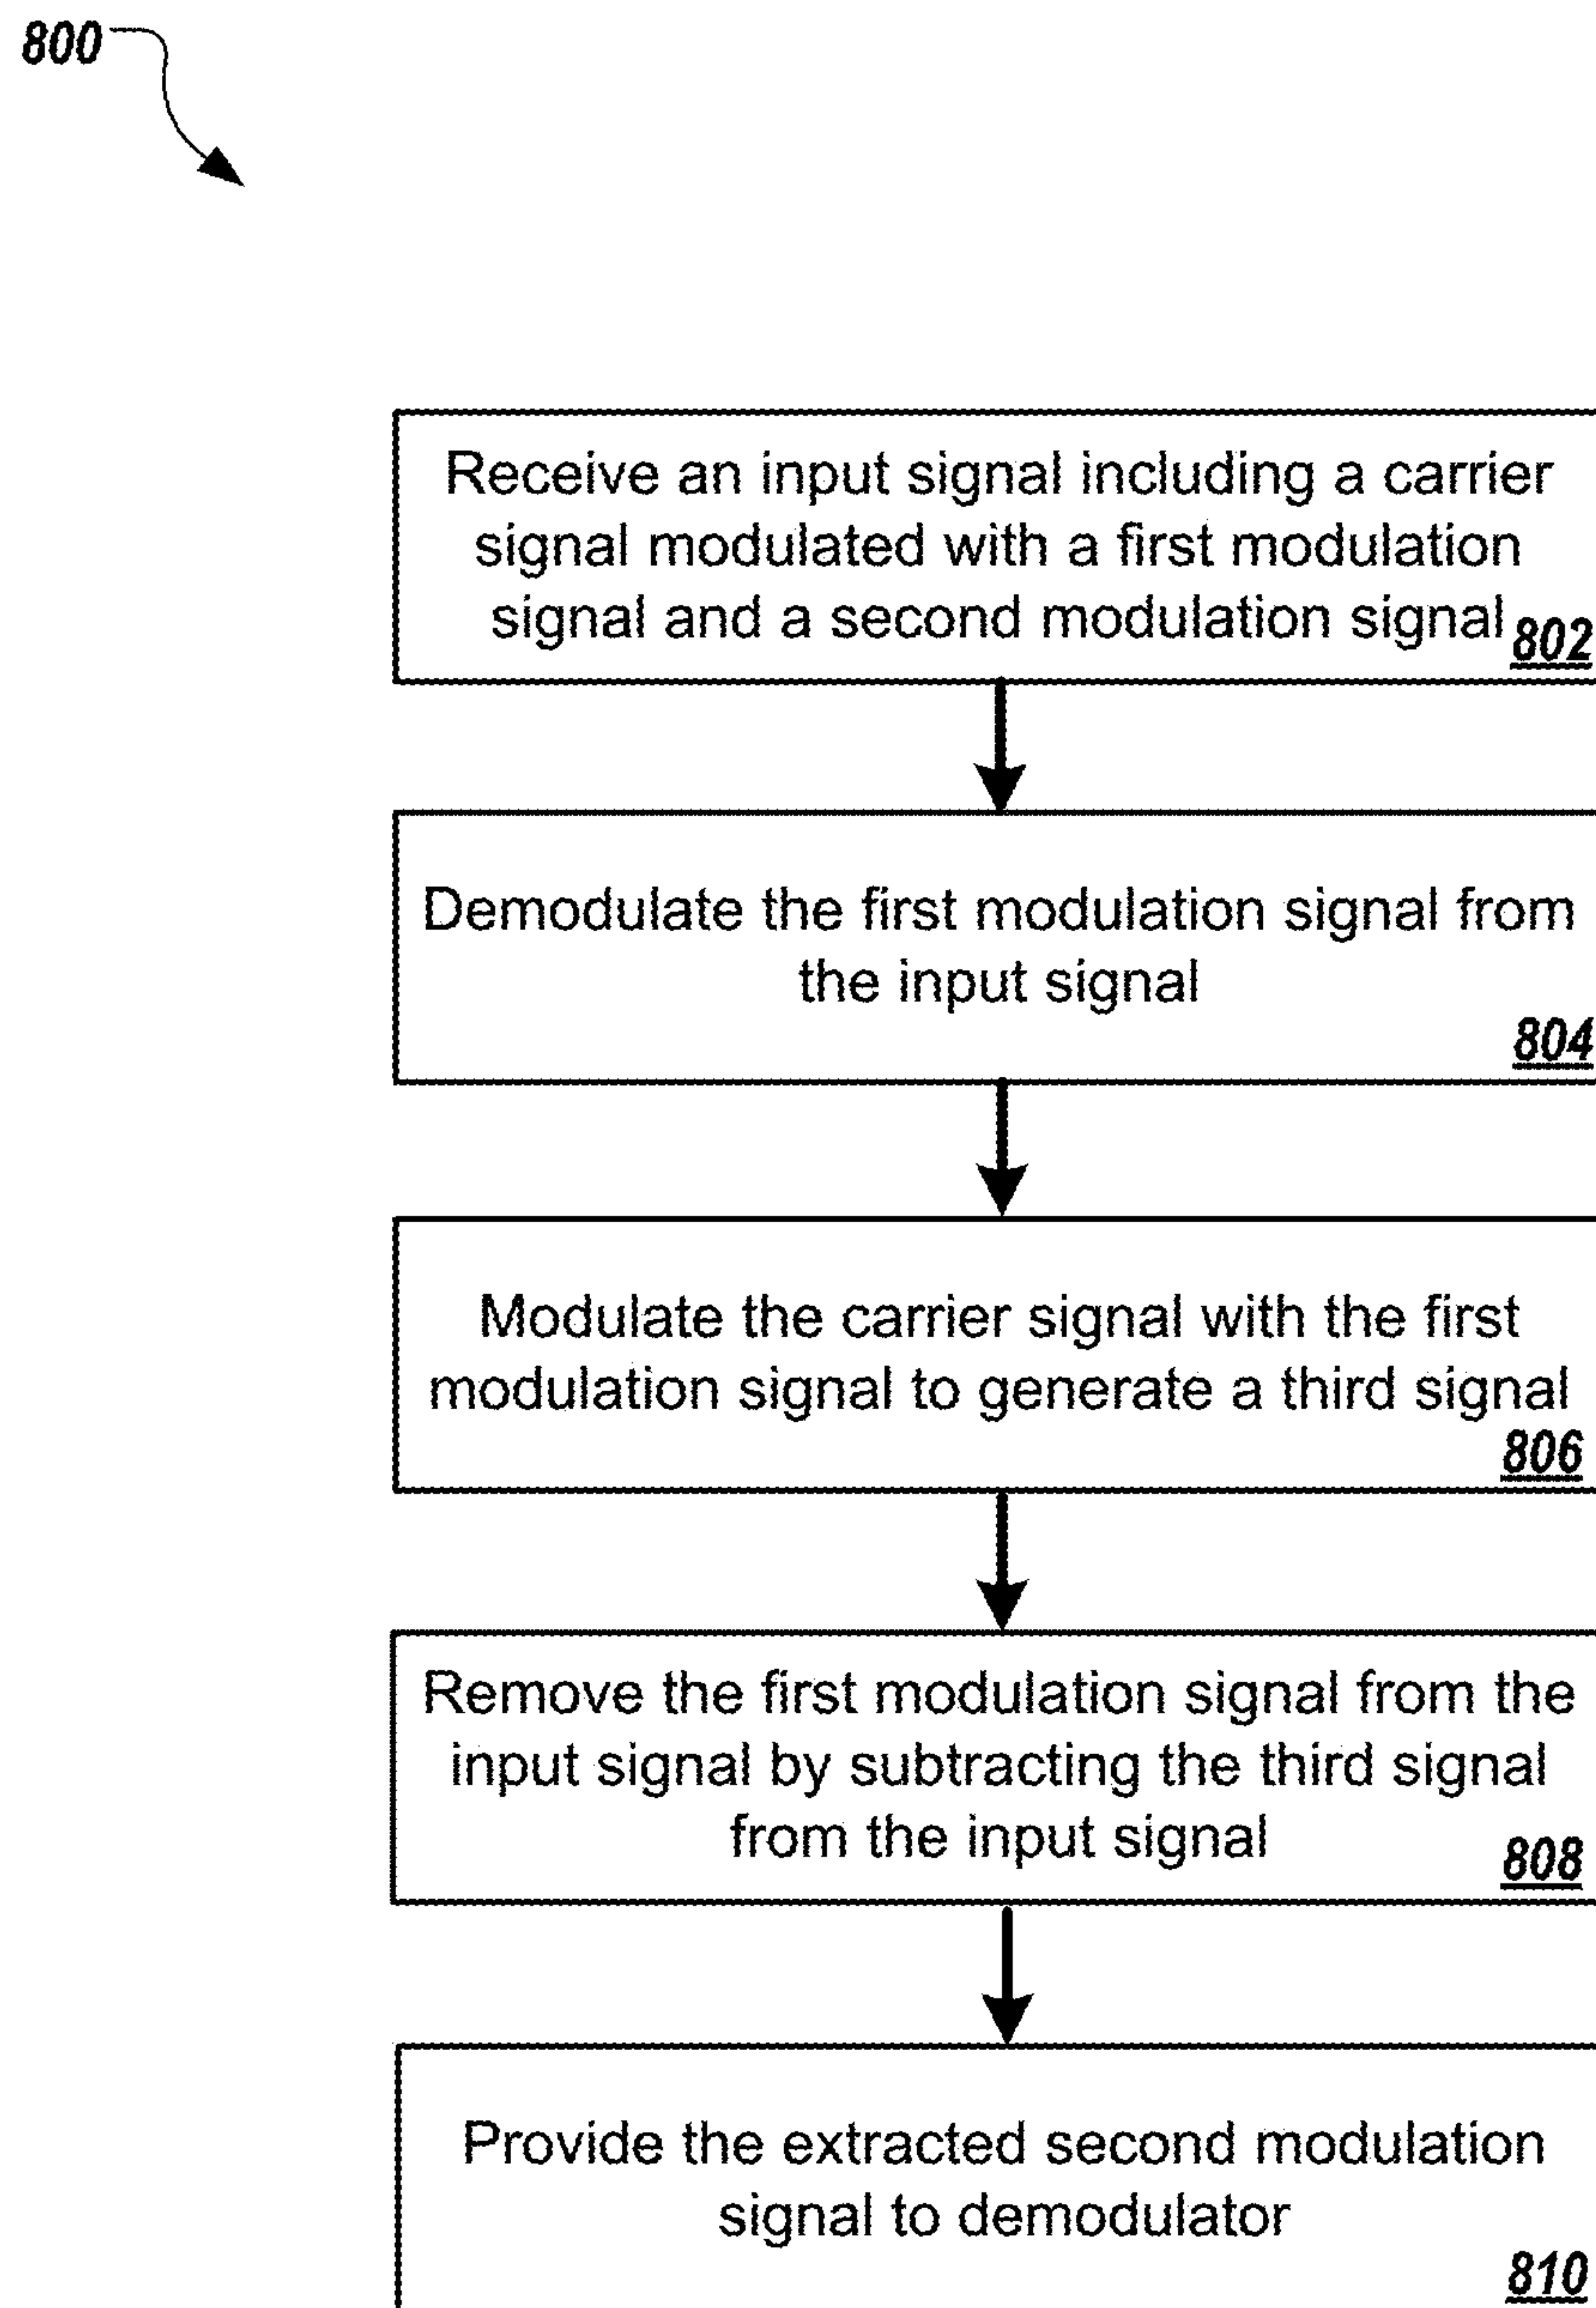 800
Receive an input signal including a carrier
signal modulated with a first modulation
signal and a second modulation signal
802
Demodulate the first modulation signal from
the input signal
804
Modulate the carrier signal with the first
modulation signal to generate a third signal
806
Remove the first modulation signal from the
input signal by subtracting the third signal
from the input signal
808
Provide the extracted second modulation
signal to demodulator
810